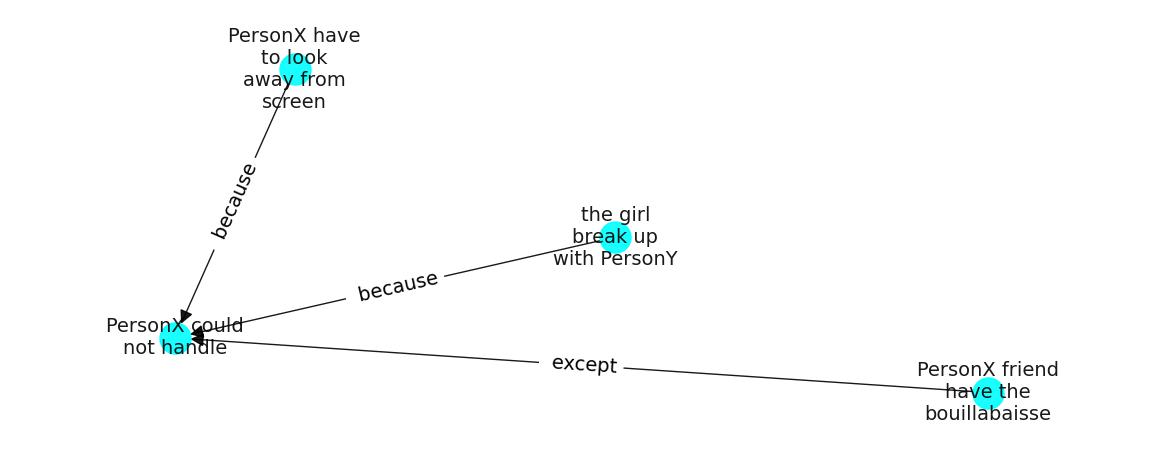 PersonX have
to look
away from
screen
because
the girl
break up
with PersonY
because
PersonX could
not handle
except
PersonX friend
have the
bouillabaisse